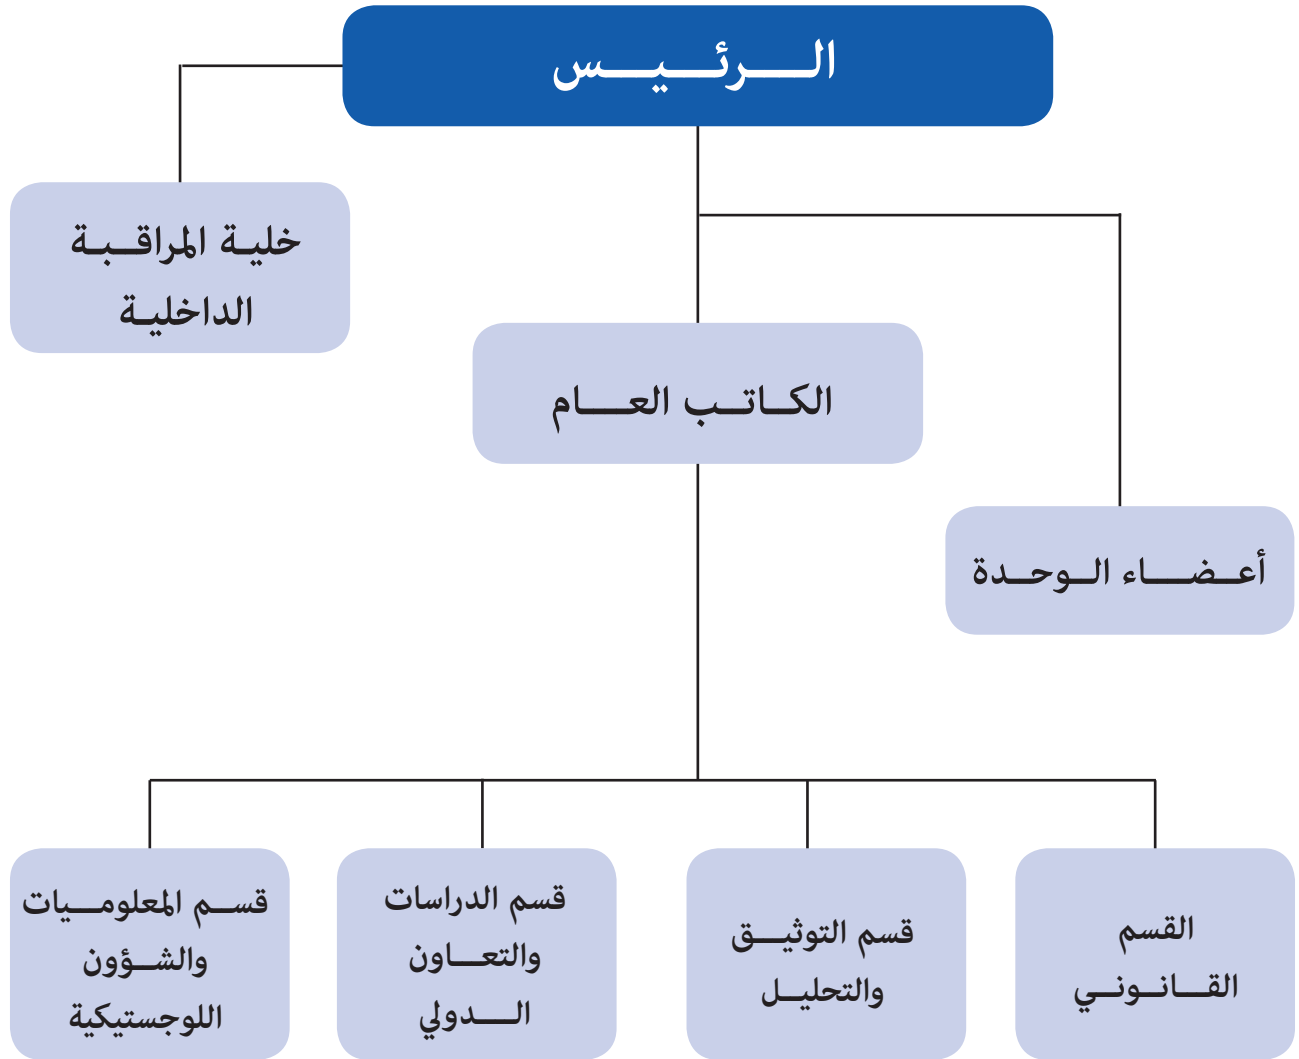 الرئيس
خلية المراقبة
الداخلية
الكاتب العام
أعضاء الوحدة
القسم
القانوني
قسم التوثيق
والتحليل
قسم الدراسات
والتعاون
الدولي
قسم المعلوميات
والشؤون
اللوجستيكية